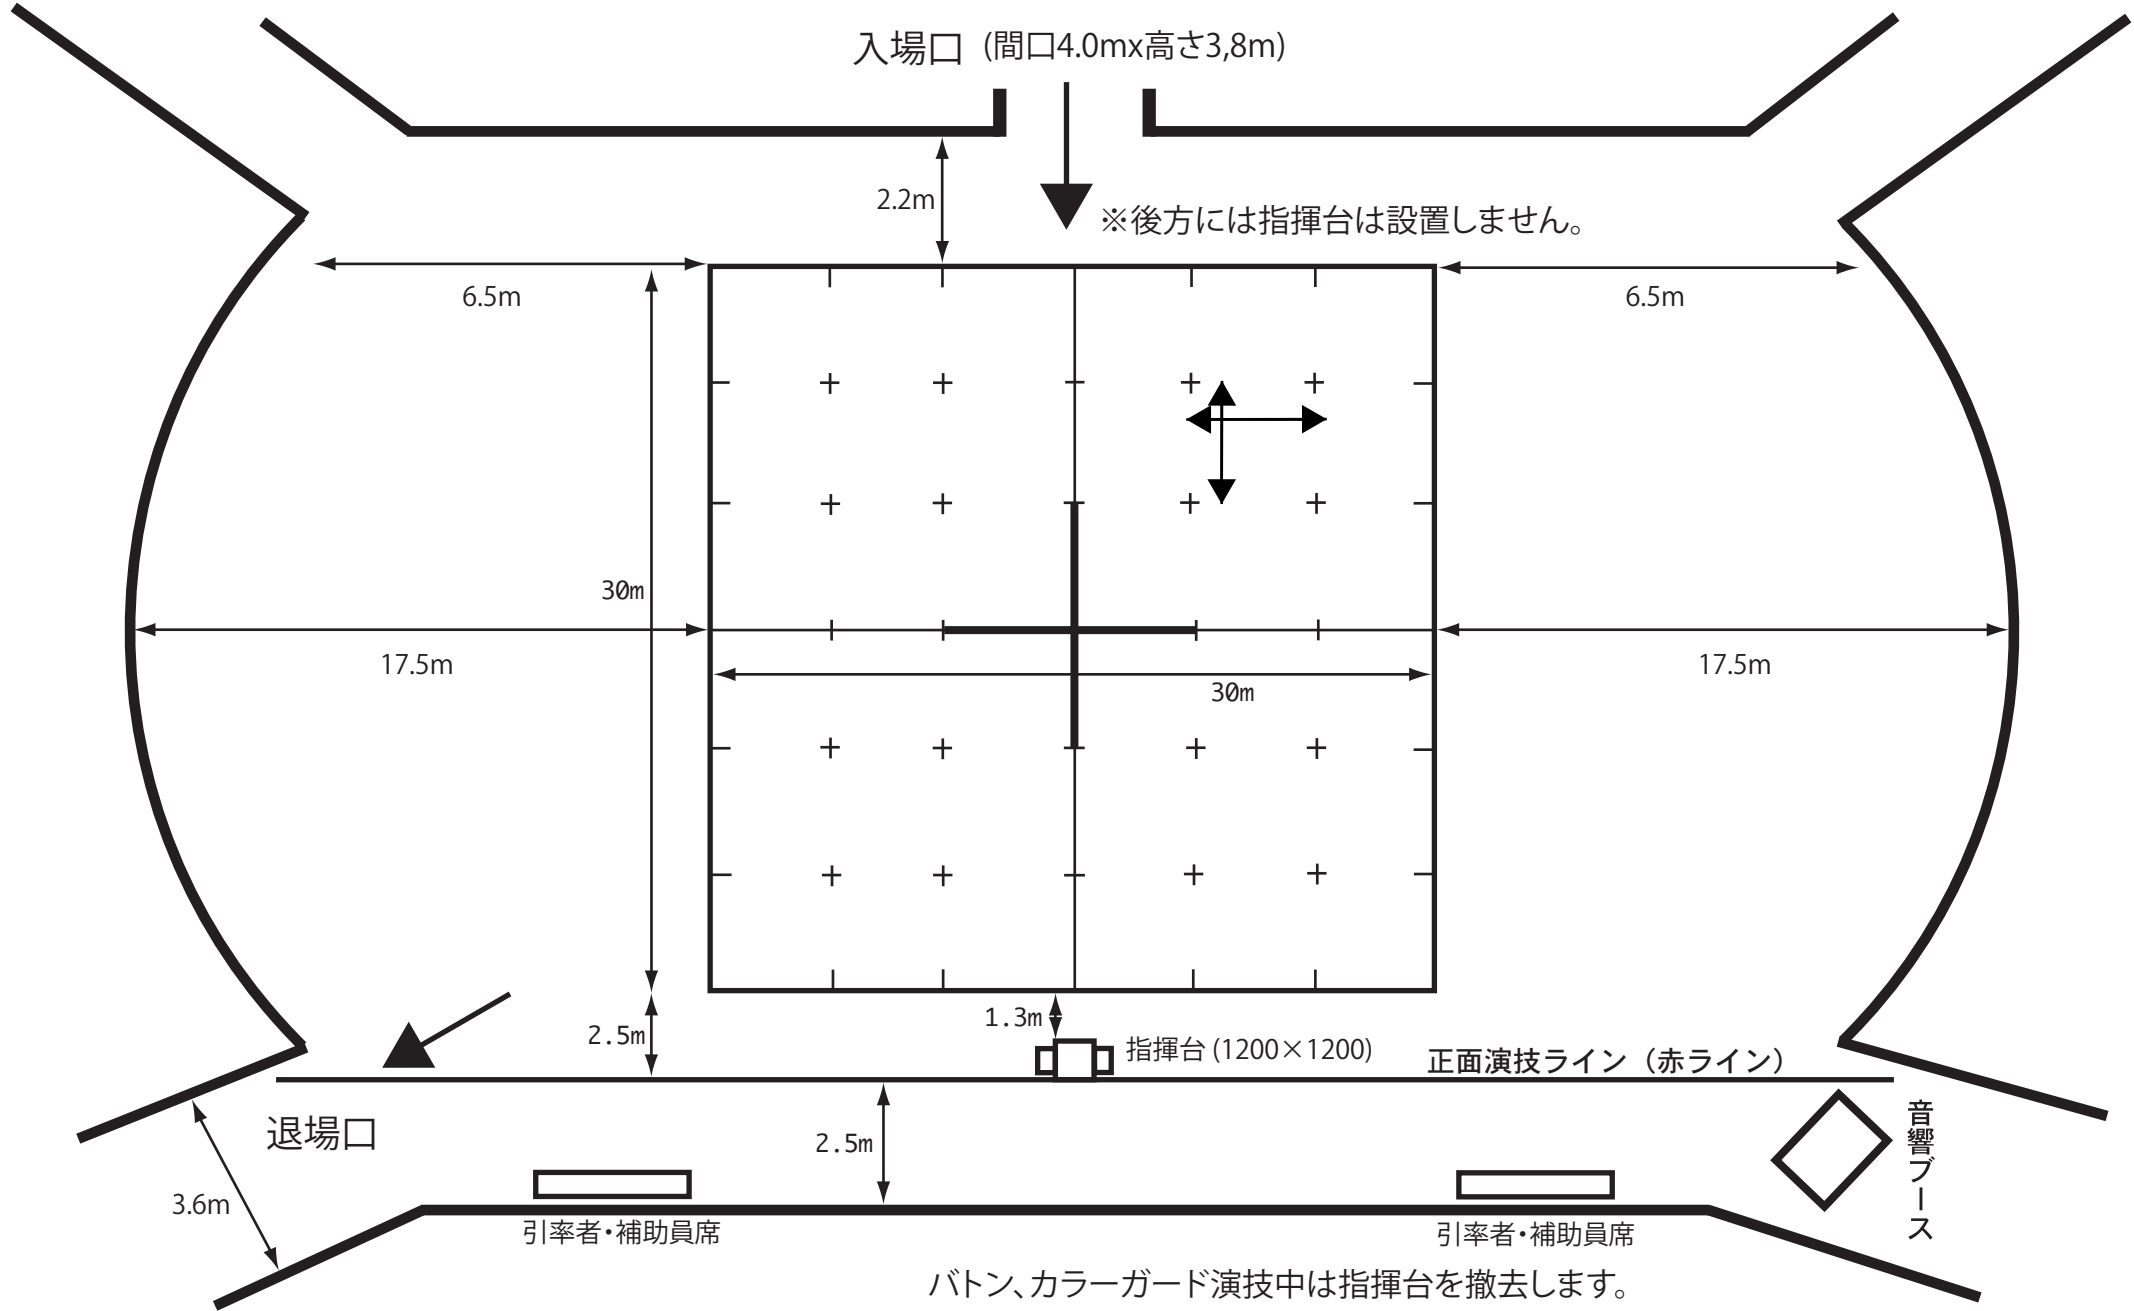 入場口 (間口4.0mx高さ3,8m)
2.2m
※後方には指揮台は設置しません。
6.5m
6.5m
30m
17.5m
17.5m
30m
1.3m
2.5m
指揮台 (1200×1200)
正面演技ライン（赤ライン）
退場口
音響ブース
2.5m
3.6m
引率者・補助員席
引率者・補助員席
バトン、カラーガード演技中は指揮台を撤去します。